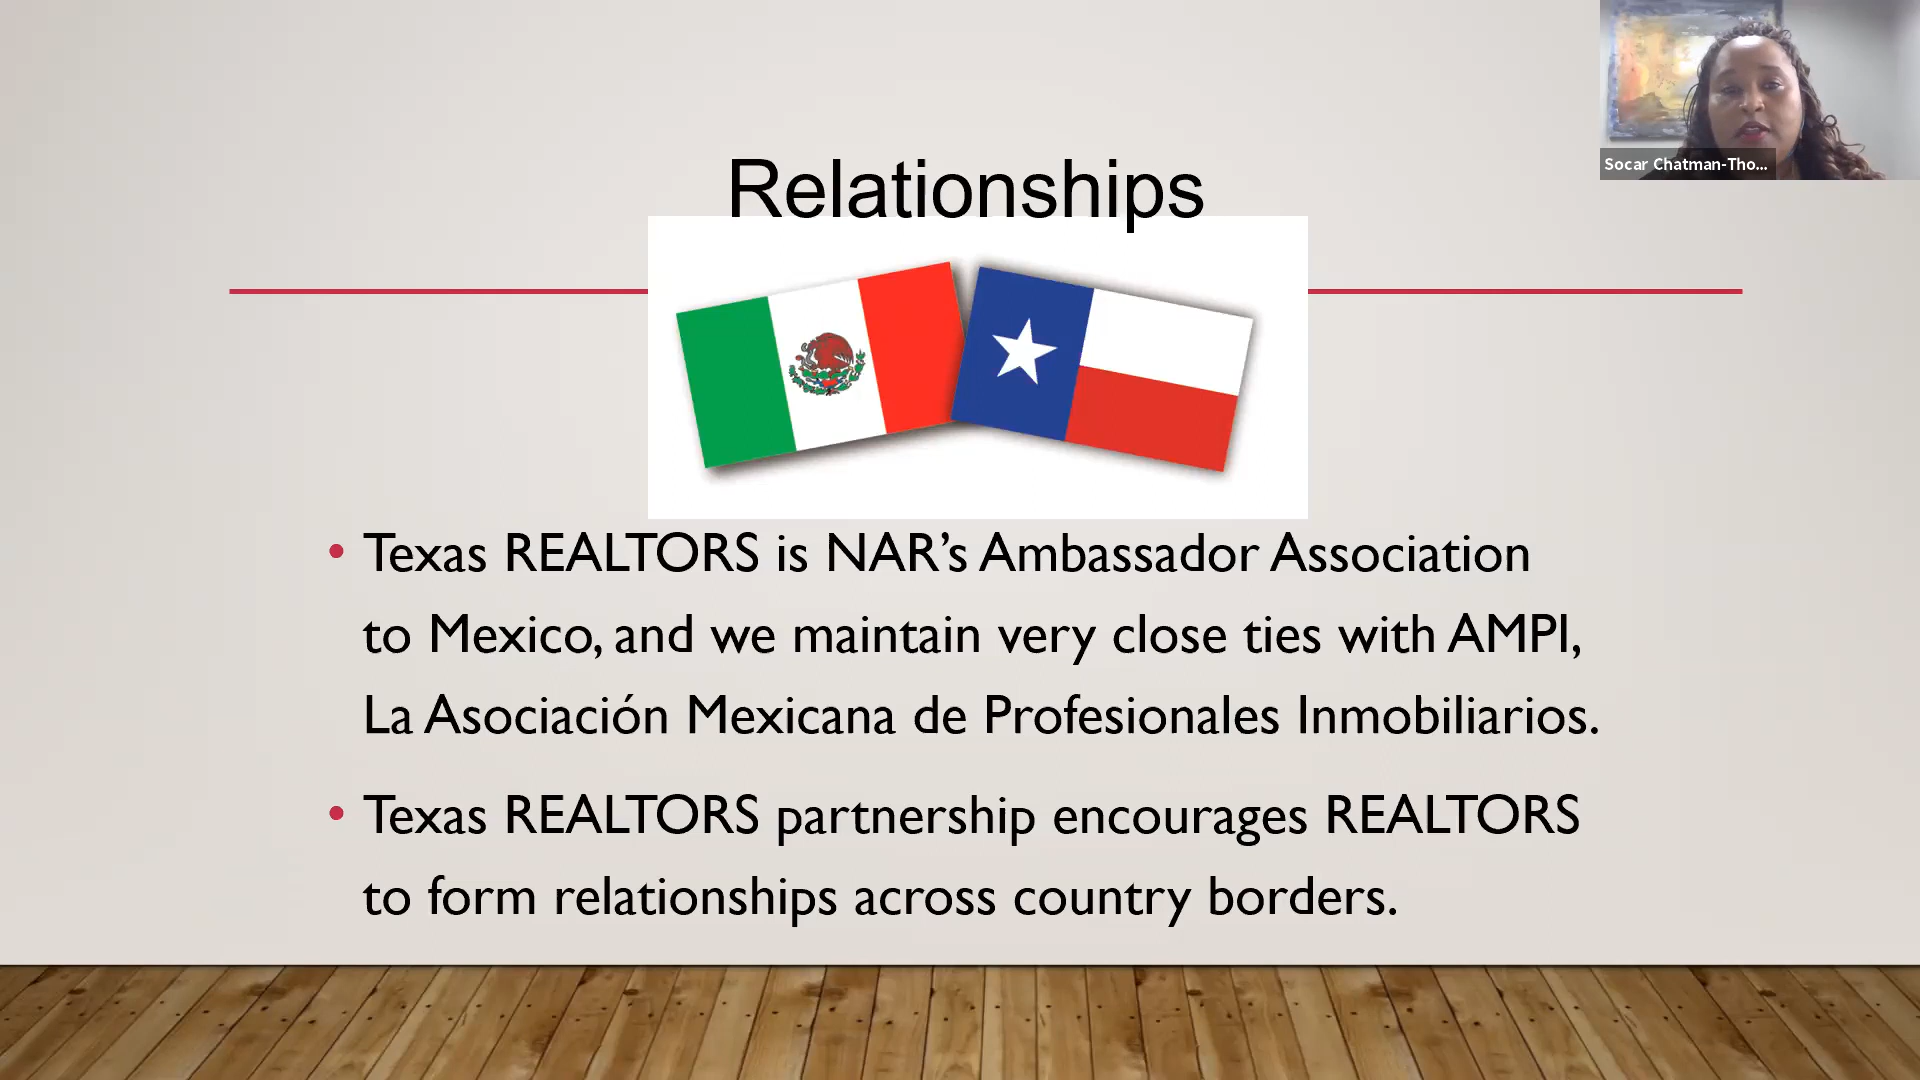 Relationships
Socar Chatman-Tho...
• Texas REALTORS is NAR’s Ambassador Association
to Mexico, and we maintain very close ties with AMPI,
La Asociación Mexicana de Profesionales Inmobiliarios.
• Texas REALTORS partnership encourages REALTORS
to form relationships across country borders.